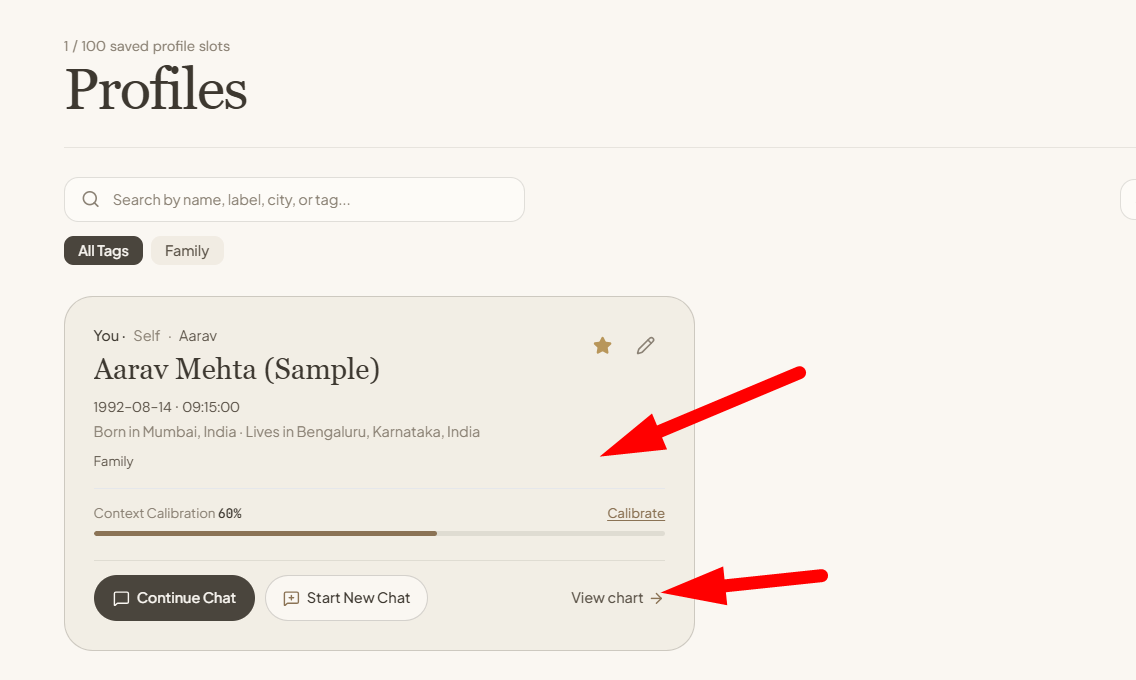 1 / 100 saved profile slots
Profiles
Search by name, label, city, or tag...
All Tags Family
You · Self · Aarav
Aarav Mehta (Sample)
1992-08-14 · 09:15:00
Born in Mumbai, India · Lives in Bengaluru, Karnataka, India
Family
Context Calibration 60% Calibrate
Continue Chat Start New Chat View chart →